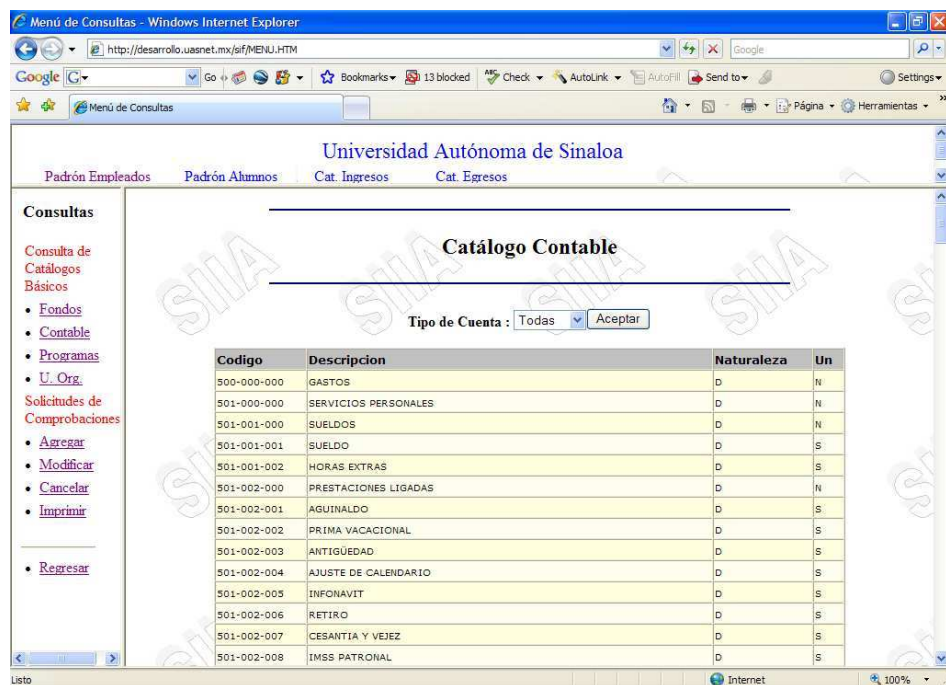 Menú de Consultas - Windows Internet Explorer
http://desarrollo.uasnet.mx/sif/MENU.HTM
Google
Google G Go Bookmarks 13 blocked Check AutoLink AutoFill Send to Settings
Menú de Consultas Página Herramientas
Universidad Autónoma de Sinaloa
Padrón Empleados Padrón Alumnos Cat. Ingresos Cat. Egresos
Consultas
Consulta de
Catálogos
Básicos
Fondos
Contable
Programas
U. Org.
Solicitudes de
Comprobaciones
Agregar
Modificar
Cancelar
Imprimir
Regresar
Catálogo Contable
Tipo de Cuenta : Todas Aceptar
Codigo Descripcion Naturaleza Un
500-000-000 GASTOS D N
501-000-000 SERVICIOS PERSONALES D N
501-001-000 SUELDOS D N
501-001-001 SUELDO D S
501-001-002 HORAS EXTRAS D S
501-002-000 PRESTACIONES LIGADAS D N
501-002-001 AGUINALDO D S
501-002-002 PRIMA VACACIONAL D S
501-002-003 ANTIGÜEDAD D S
501-002-004 AJUSTE DE CALENDARIO D S
501-002-005 INFONAVIT D S
501-002-006 RETIRO D S
501-002-007 CESANTIA Y VEJEZ D S
501-002-008 IMSS PATRONAL D S
SIIA
SIIA
SIIA
SIIA
SIIA
Listo Internet 100%